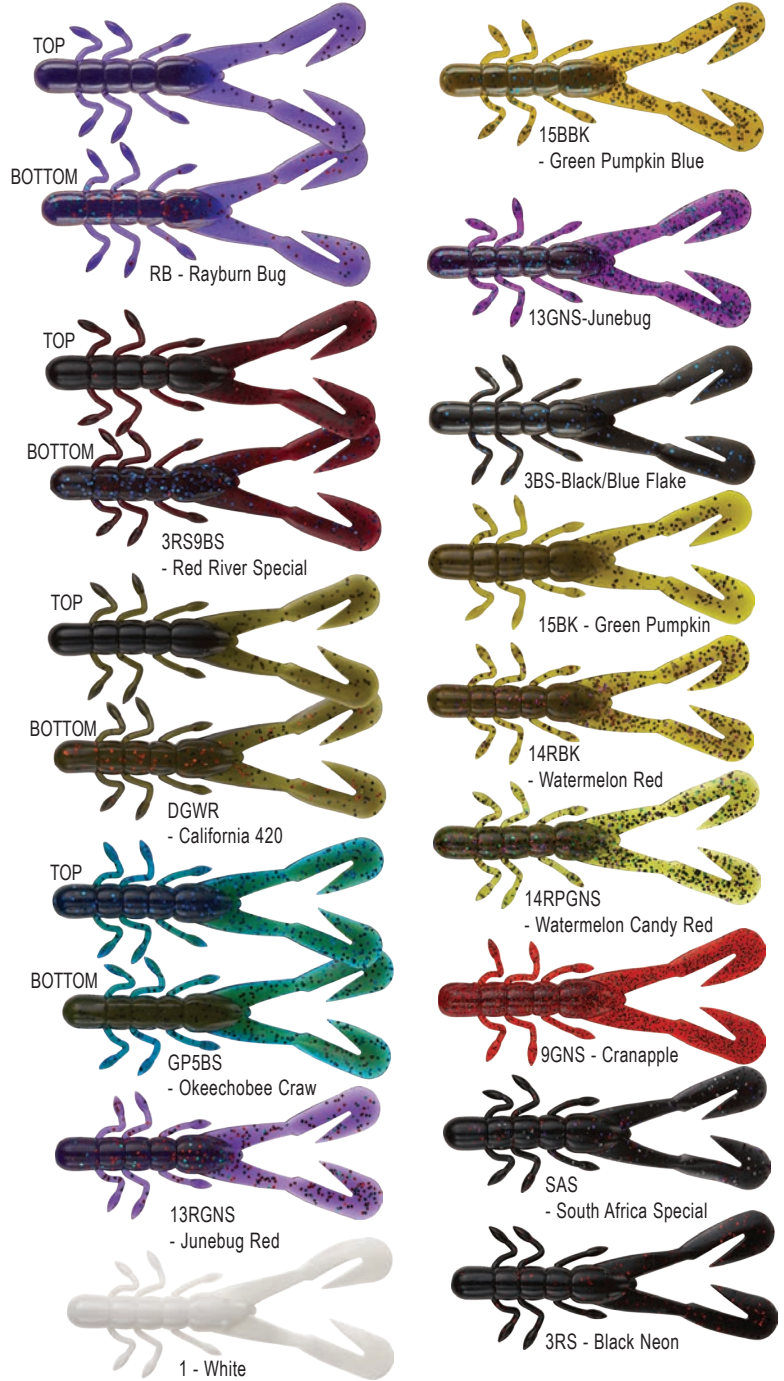 TOP
BOTTOM
RB - Rayburn Bug
TOP
BOTTOM
3RS9BS
- Red River Special
TOP
BOTTOM
DGWR
- California 420
TOP
BOTTOM
GP5BS
- Okeechobee Craw
13RGNS
- Junebug Red
1 - White
15BBK
- Green Pumpkin Blue
13GNS-Junebug
3BS-Black/Blue Flake
15BK - Green Pumpkin
14RBK
- Watermelon Red
14RPGNS
- Watermelon Candy Red
9GNS - Cranapple
SAS
- South Africa Special
3RS - Black Neon